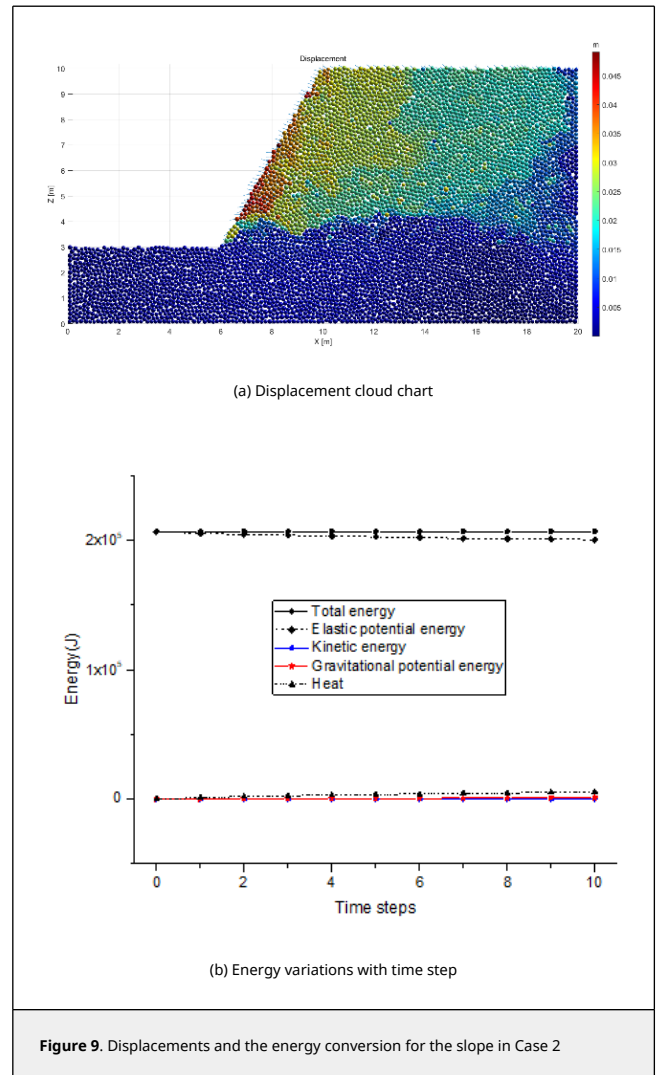 Displacement
m
10
9
8
7
6
5
4
3
2
1
0
Z [m]
0 2 4 6 8 10 12 14 16 18 20
X [m]
0.045
0.04
0.035
0.03
0.025
0.02
0.015
0.01
0.005
(a) Displacement cloud chart
2x10⁵
1x10⁵
0
Energy(J)
Total energy
Elastic potential energy
Kinetic energy
Gravitational potential energy
Heat
0 2 4 6 8 10
Time steps
(b) Energy variations with time step
Figure 9. Displacements and the energy conversion for the slope in Case 2